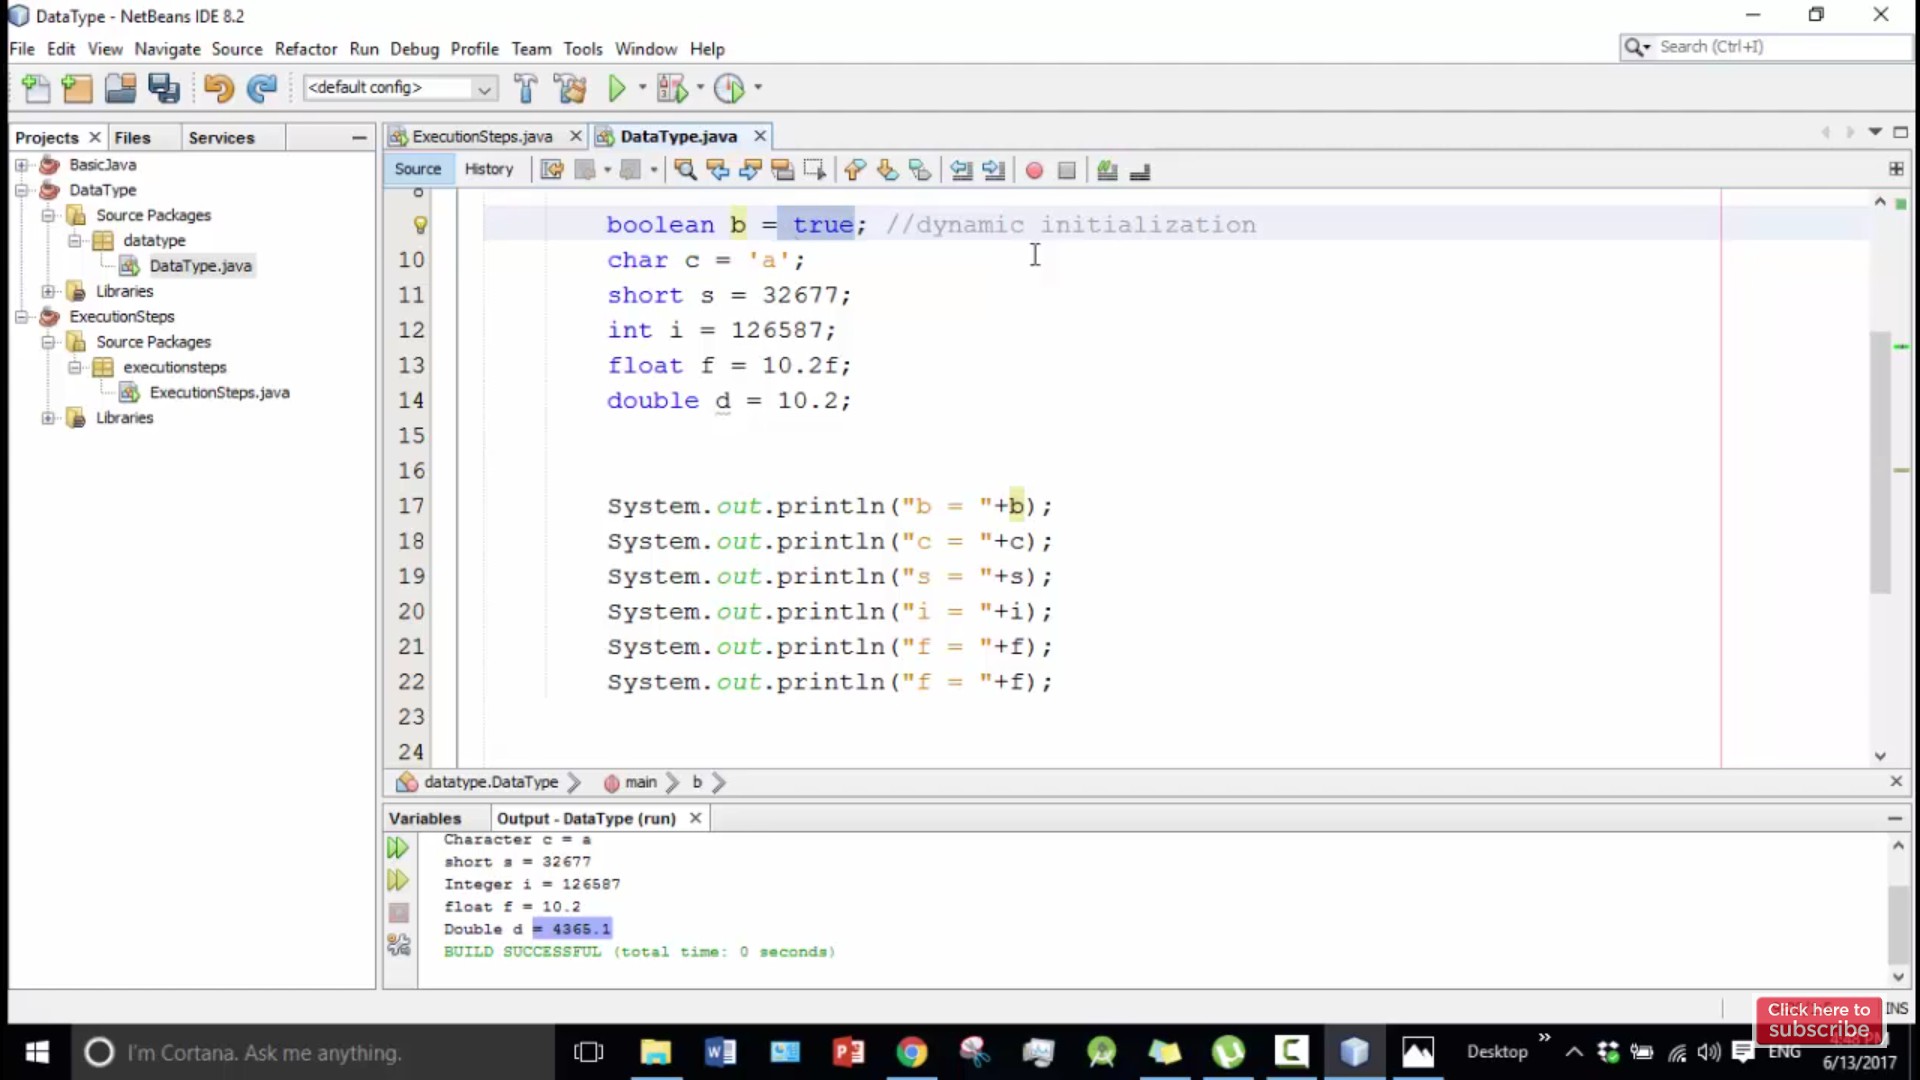 DataType - NetBeans IDE 8.2
File Edit View Navigate Source Refactor Run Debug Profile Team Tools Window Help
Search (Ctrl+I)
<default config>
Projects Files Services
BasicJava
DataType
Source Packages
datatype
DataType.java
Libraries
ExecutionSteps
Source Packages
executionsteps
ExecutionSteps.java
Libraries
ExecutionSteps.java DataType.java
Source History
boolean b = true; //dynamic initialization
10 char c = 'a';
11 short s = 32677;
12 int i = 126587;
13 float f = 10.2f;
14 double d = 10.2;
15
16
17 System.out.println("b = "+b);
18 System.out.println("c = "+c);
19 System.out.println("s = "+s);
20 System.out.println("i = "+i);
21 System.out.println("f = "+f);
22 System.out.println("f = "+f);
23
24
datatype.DataType main b
Variables Output - DataType (run)
Character c = a
short s = 32677
Integer i = 126587
float f = 10.2
Double d = 4365.1
BUILD SUCCESSFUL (total time: 0 seconds)
INS
Click here to
subscribe
I'm Cortana. Ask me anything.
Desktop
ENG
6/13/2017